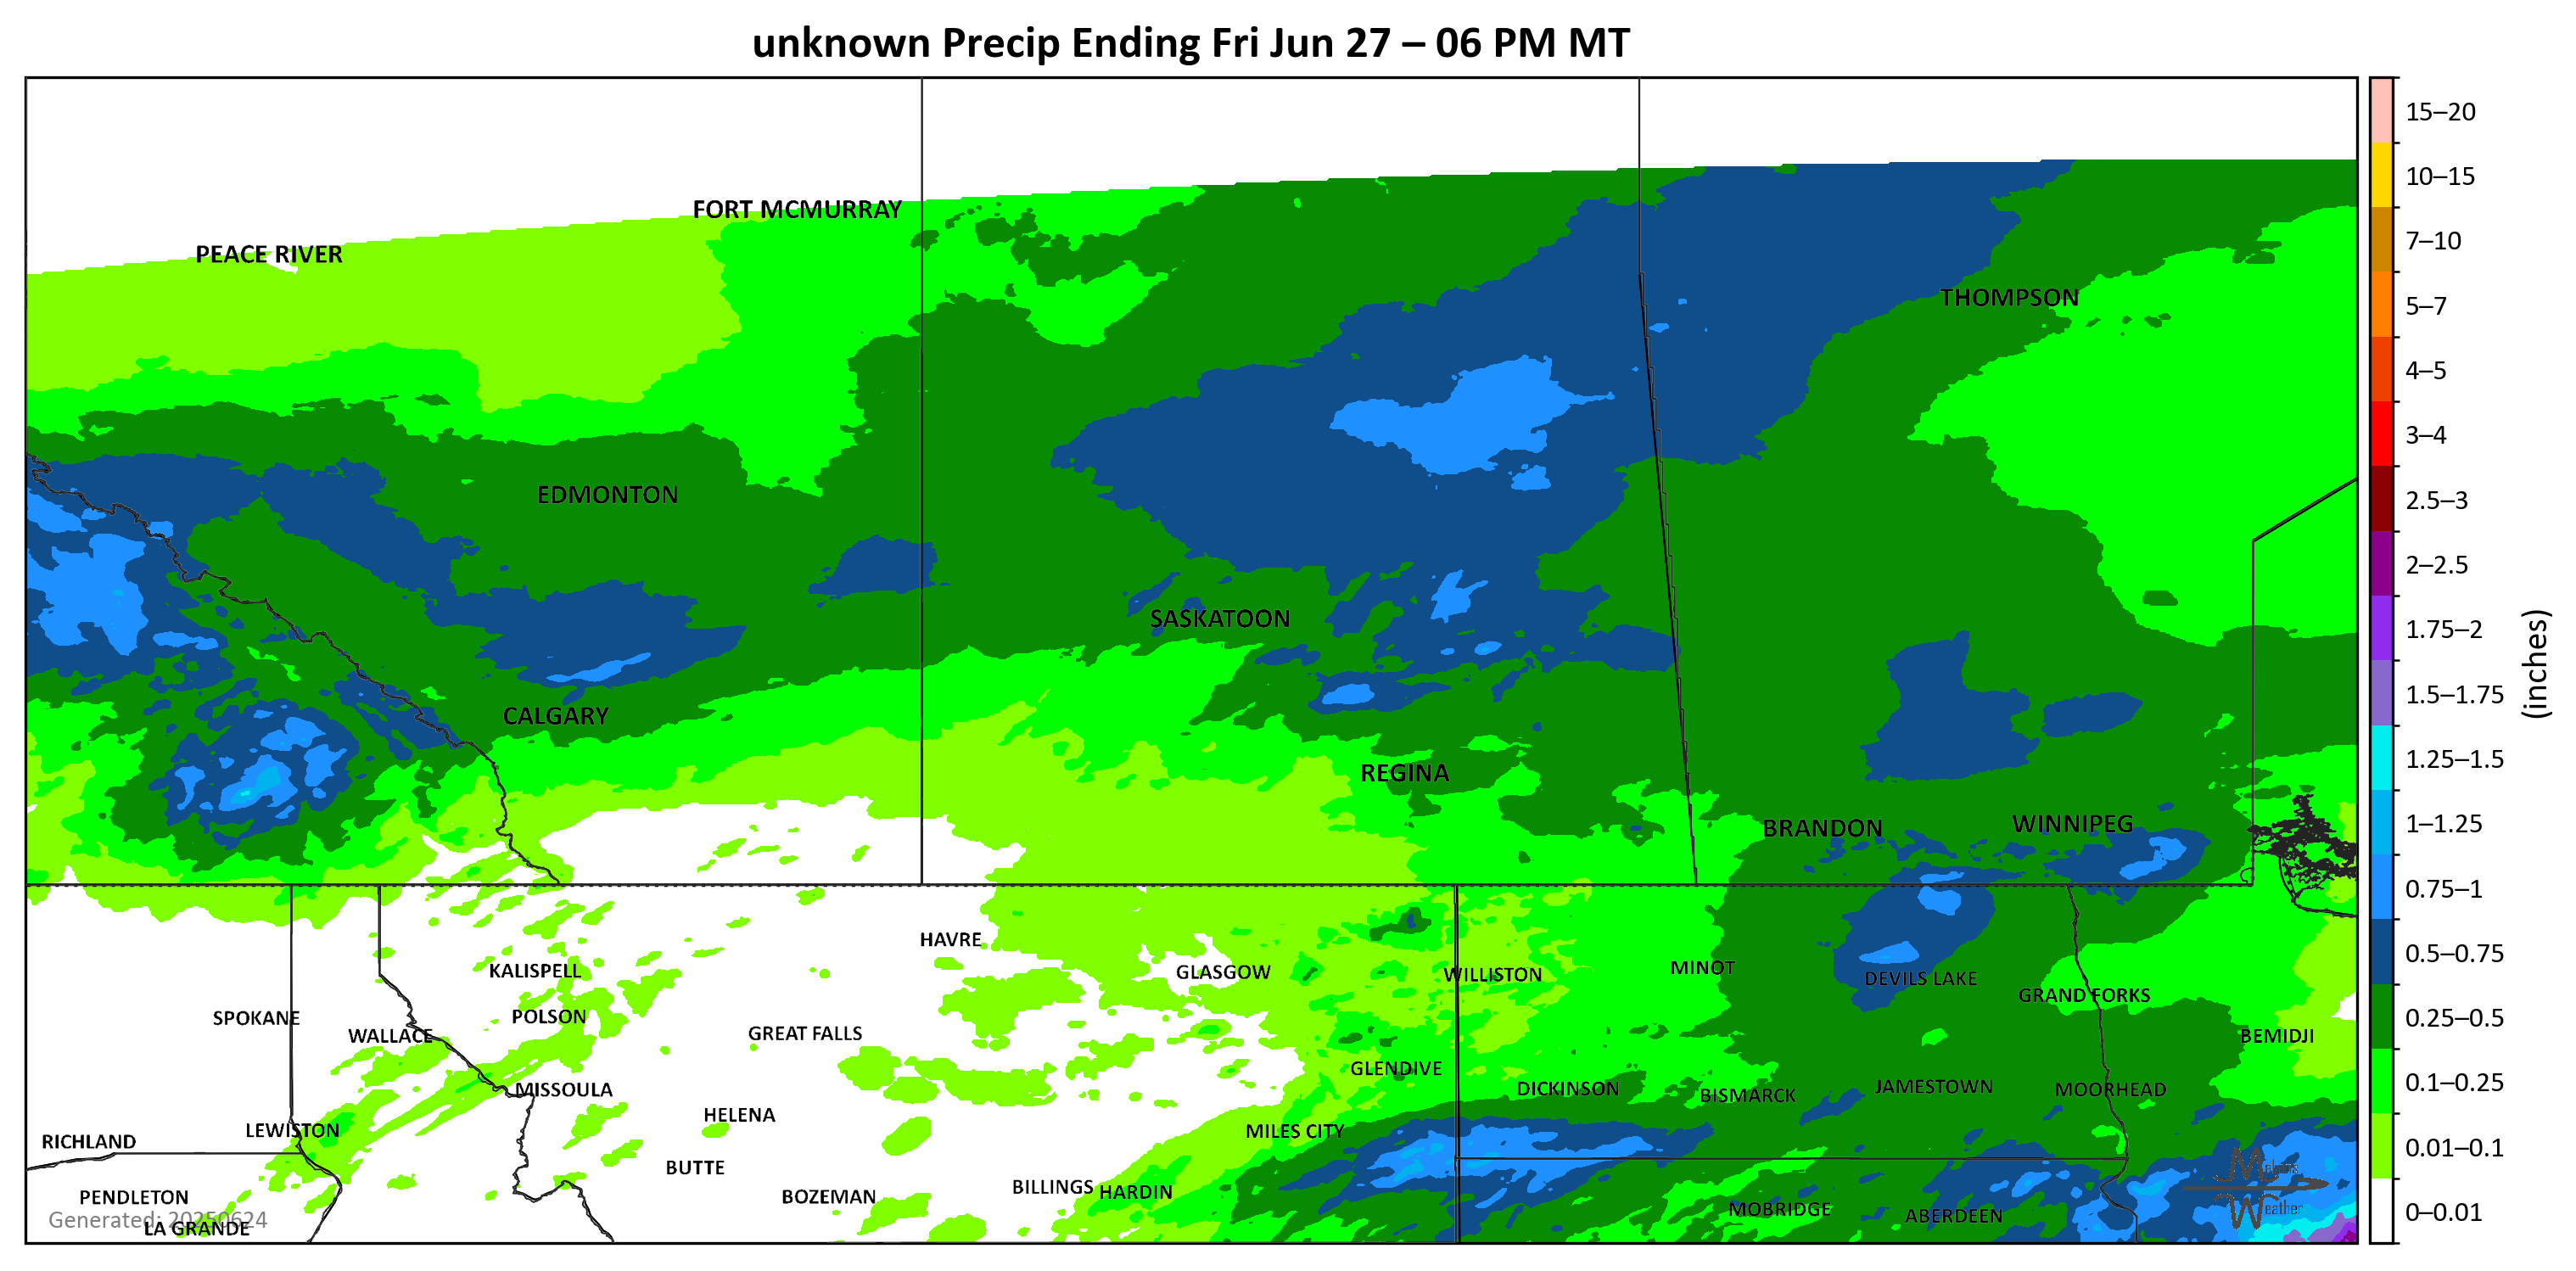 unknown Precip Ending Fri Jun 27 – 06 PM MT
FORT MCMURRAY
PEACE RIVER
THOMPSON
EDMONTON
SASKATOON
CALGARY
REGINA
BRANDON
WINNIPEG
HAVRE
KALISPELL
GLASGOW
WILLISTON
MINOT
DEVILS LAKE
GRAND FORKS
SPOKANE
POLSON
WALLACE
GREAT FALLS
BEMIDJI
GLENDIVE
MISSOULA
DICKINSON
BISMARCK
JAMESTOWN
MOORHEAD
HELENA
LEWISTON
MILES CITY
RICHLAND
BUTTE
BILLINGS
HARDIN
PENDLETON
BOZEMAN
MOBRIDGE
ABERDEEN
Generated: 20250624
LA GRANDE
Weather
15–20
10–15
7–10
5–7
4–5
3–4
2.5–3
2–2.5
1.75–2
1.5–1.75
1.25–1.5
1–1.25
0.75–1
0.5–0.75
0.25–0.5
0.1–0.25
0.01–0.1
0–0.01
(inches)